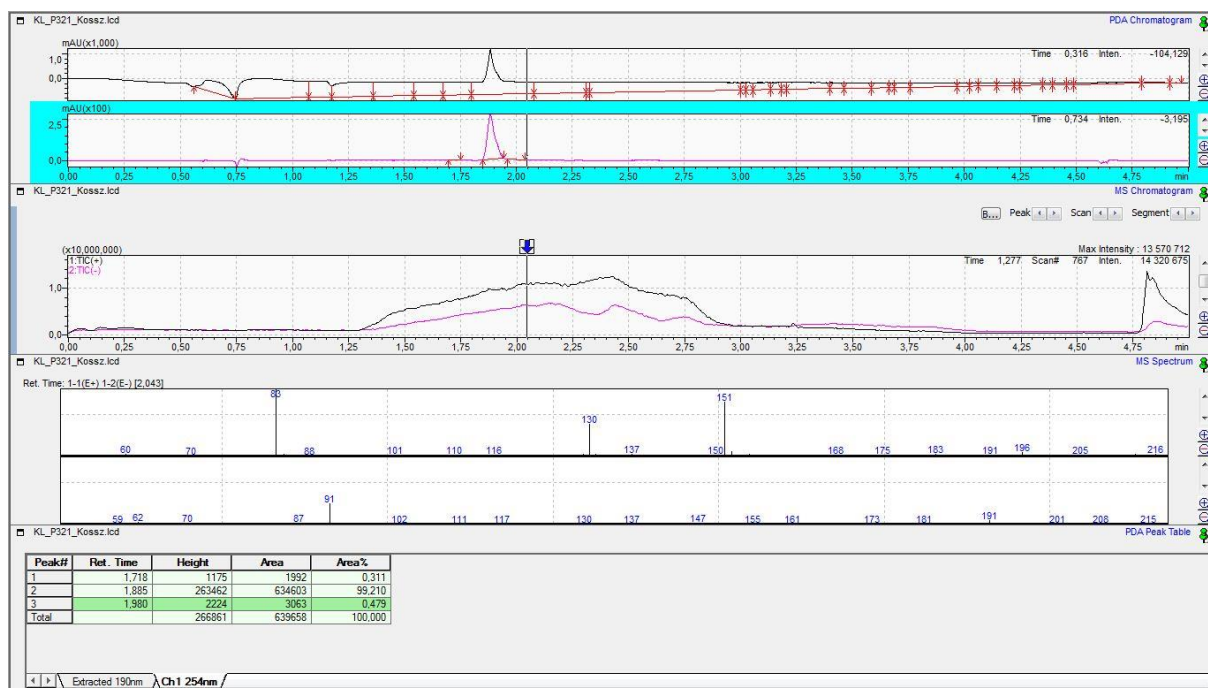 KL_P321_Kossz.lcd PDA Chromatogram
mAU(x1,000)
Time 0,316 Inten. -104,129
1,0
0,0
mAU(x100)
Time 0,734 Inten. -3,195
2,5
0,0
0,00 0,25 0,50 0,75 1,00 1,25 1,50 1,75 2,00 2,25 2,50 2,75 3,00 3,25 3,50 3,75 4,00 4,25 4,50 4,75 min
KL_P321_Kossz.lcd MS Chromatogram
B... Peak Scan Segment
(x10,000,000) Max Intensity : 13 570 712
1:TIC(+) Time 1,277 Scan# 767 Inten. 14 320 675
2:TIC(-)
1,0
0,0
0,00 0,25 0,50 0,75 1,00 1,25 1,50 1,75 2,00 2,25 2,50 2,75 3,00 3,25 3,50 3,75 4,00 4,25 4,50 4,75 min
KL_P321_Kossz.lcd MS Spectrum
Ret. Time: 1-1(E+) 1-2(E-) [2,043]
83 151
130
60 70 88 101 110 116 137 150 168 175 183 191 196 205 216
91
59 62 70 87 102 111 117 130 137 147 155 161 173 181 191 201 208 215
KL_P321_Kossz.lcd PDA Peak Table
Peak# Ret. Time Height Area Area%
1 1,718 1175 1992 0,311
2 1,885 263462 634603 99,210
3 1,980 2224 3063 0,479
Total 266861 639658 100,000
Extracted 190nm Ch1 254nm